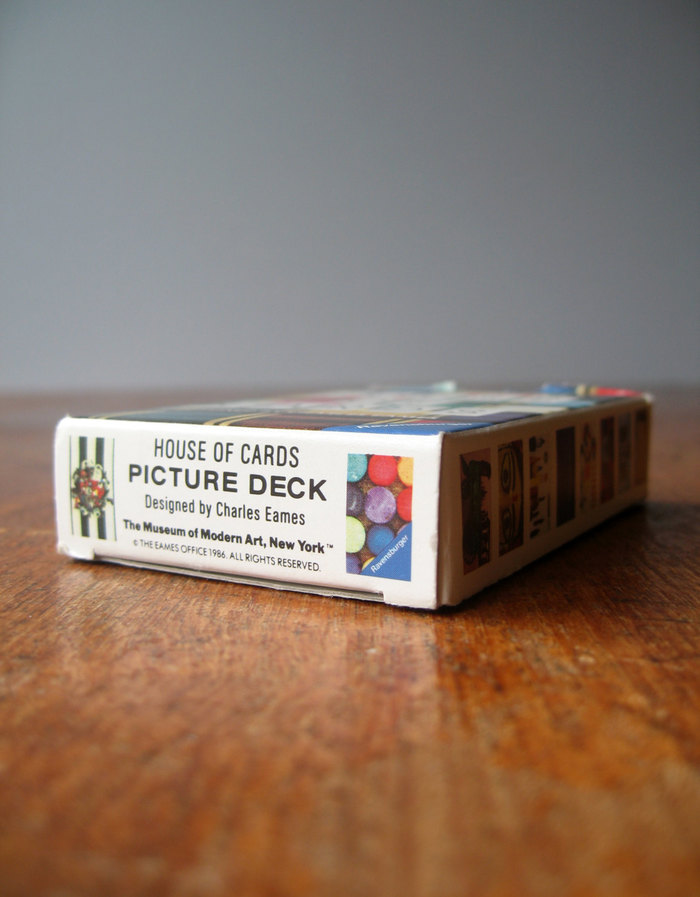 HOUSE OF CARDS
PICTURE DECK
Designed by Charles Eames
The Museum of Modern Art, New York™
© THE EAMES OFFICE 1986. ALL RIGHTS RESERVED.
Ravensburger